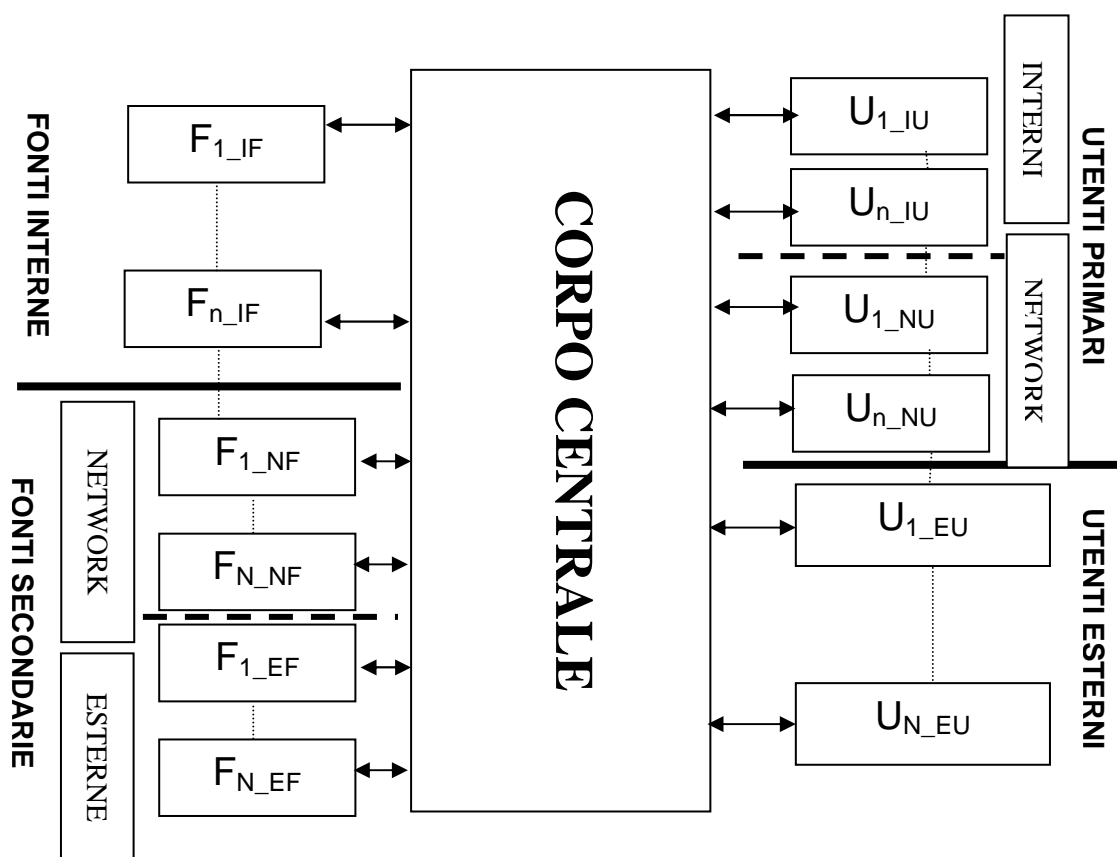 FONTI INTERNE
F1_IF
Fn_IF
FONTI SECONDARIE
NETWORK
F1_NF
FN_NF
ESTERNE
F1_EF
FN_EF
CORPO CENTRALE
UTENTI PRIMARI
INTERNI
U1_IU
Un_IU
NETWORK
U1_NU
Un_NU
UTENTI ESTERNI
U1_EU
UN_EU